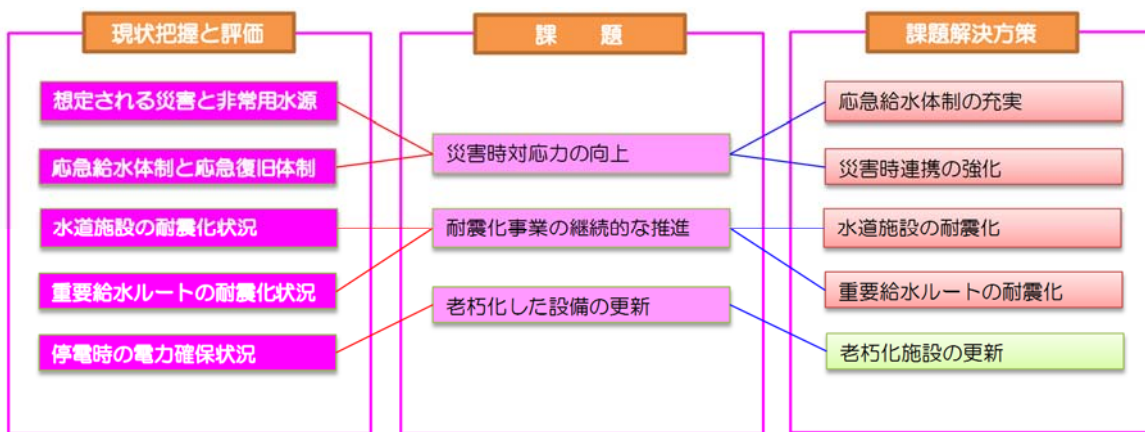 現状把握と評価
想定される災害と非常用水源
応急給水体制と応急復旧体制
水道施設の耐震化状況
重要給水ルートの耐震化状況
停電時の電力確保状況
課　題
災害時対応力の向上
耐震化事業の継続的な推進
老朽化した設備の更新
課題解決方策
応急給水体制の充実
災害時連携の強化
水道施設の耐震化
重要給水ルートの耐震化
老朽化施設の更新